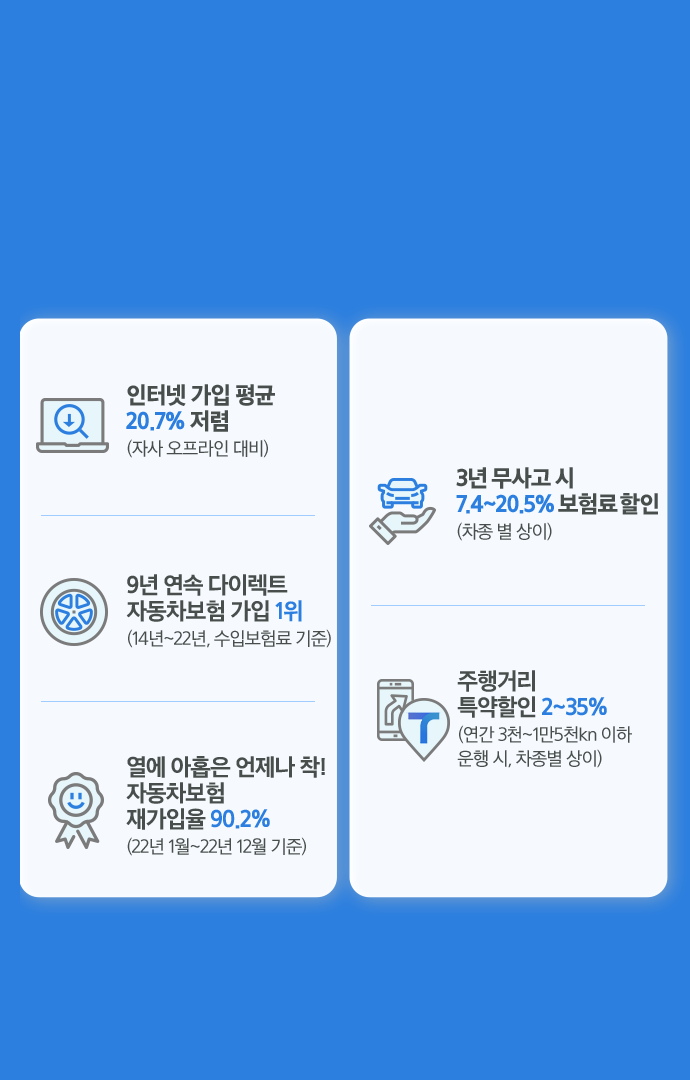 인터넷 가입 평균
20.7% 저렴
(자사 오프라인 대비)
9년 연속 다이렉트
자동차보험 가입 1위
(14년~22년, 수입보험료 기준)
열에 아홉은 언제나 착!
자동차보험
재가입율 90.2%
(22년 1월~22년 12월 기준)
3년 무사고 시
7.4~20.5% 보험료 할인
(차종 별 상이)
주행거리
특약할인 2~35%
(연간 3천~1만5천kn 이하
운행 시, 차종별 상이)
T